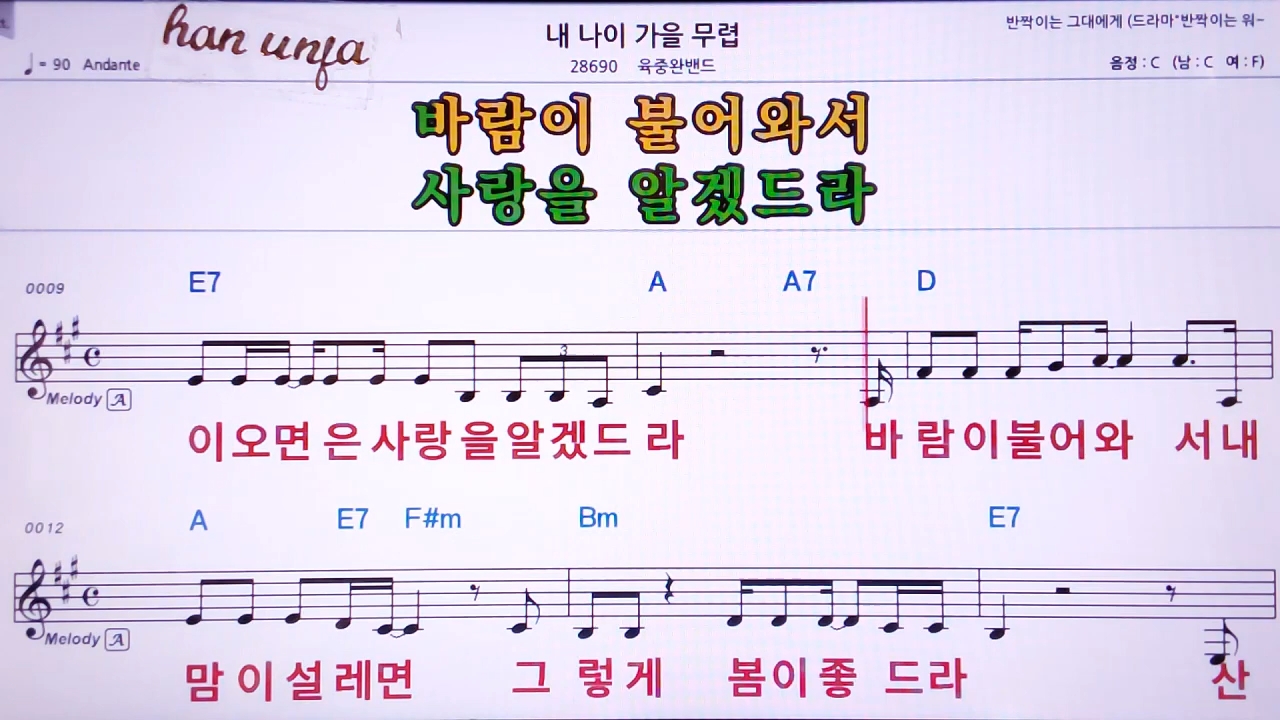 han unfa
내 나이 가을 무렵
반짝이는 그대에게 (드라마"반짝이는 워-
♩= 90 Andante
28690 육중완밴드
음정 : C (남 : C 여 : F)
바람이 불어와서
사랑을 알겠드라
E7 A A7 D
0009
3
Melody A
이오면 은 사랑 을알겠드 라 바 람이불어와 서내
A E7 F#m Bm E7
0012
Melody A
맘 이 설 레면 그 렇 게 봄이 좋 드라 산